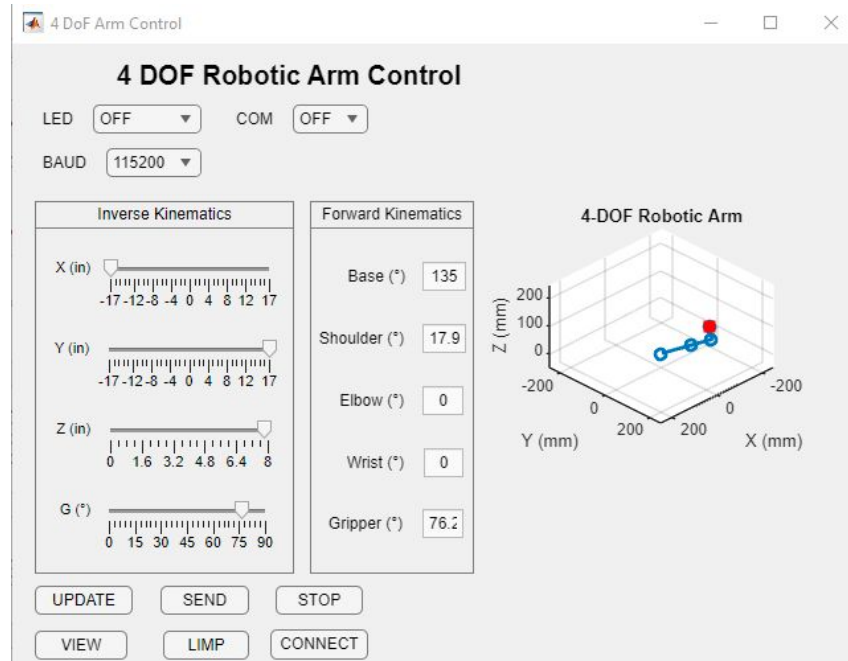 4 DoF Arm Control
4 DOF Robotic Arm Control
LED OFF COM OFF
BAUD 115200
Inverse Kinematics
X (in)
-17 -12 -8 -4 0 4 8 12 17
Y (in)
-17 -12 -8 -4 0 4 8 12 17
Z (in)
0 1.6 3.2 4.8 6.4 8
G (°)
0 15 30 45 60 75 90
Forward Kinematics
Base (°) 135
Shoulder (°) 17.9
Elbow (°) 0
Wrist (°) 0
Gripper (°) 76.2
4-DOF Robotic Arm
Z (mm)
200
100
0
-200 0 200
Y (mm)
200 0 -200
X (mm)
UPDATE SEND STOP
VIEW LIMP CONNECT